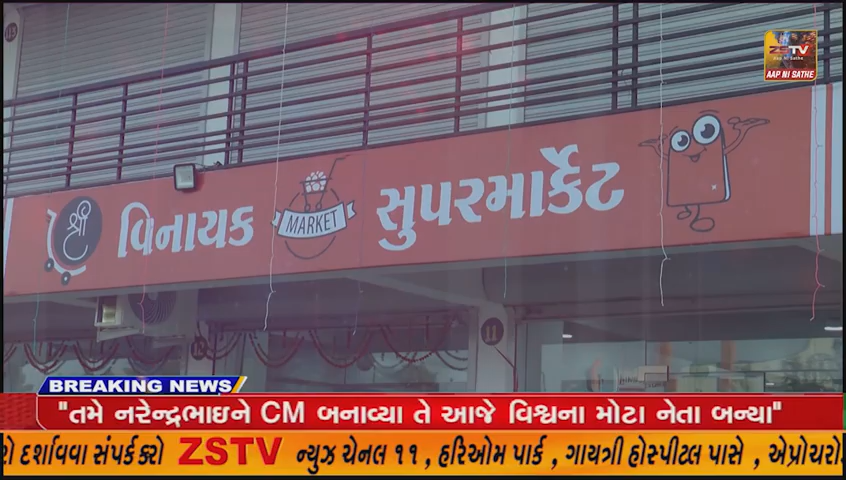 ZSTV
AAP NI SATHE
શ્રી વિનાયક MARKET સુપરમાર્કેટ
11
BREAKING NEWS
"તમે નરેન્દ્રભાઇને CM બનાવ્યા તે આજે વિશ્વના મોટા નેતા બન્યા"
દર્શાવવા સંપર્ક કરો ZSTV ન્યુઝ ચેનલ ૧૧ , હરિઓમ પાર્ક , ગાયત્રી હોસ્પીટલ પાસે , એપ્રોચરો